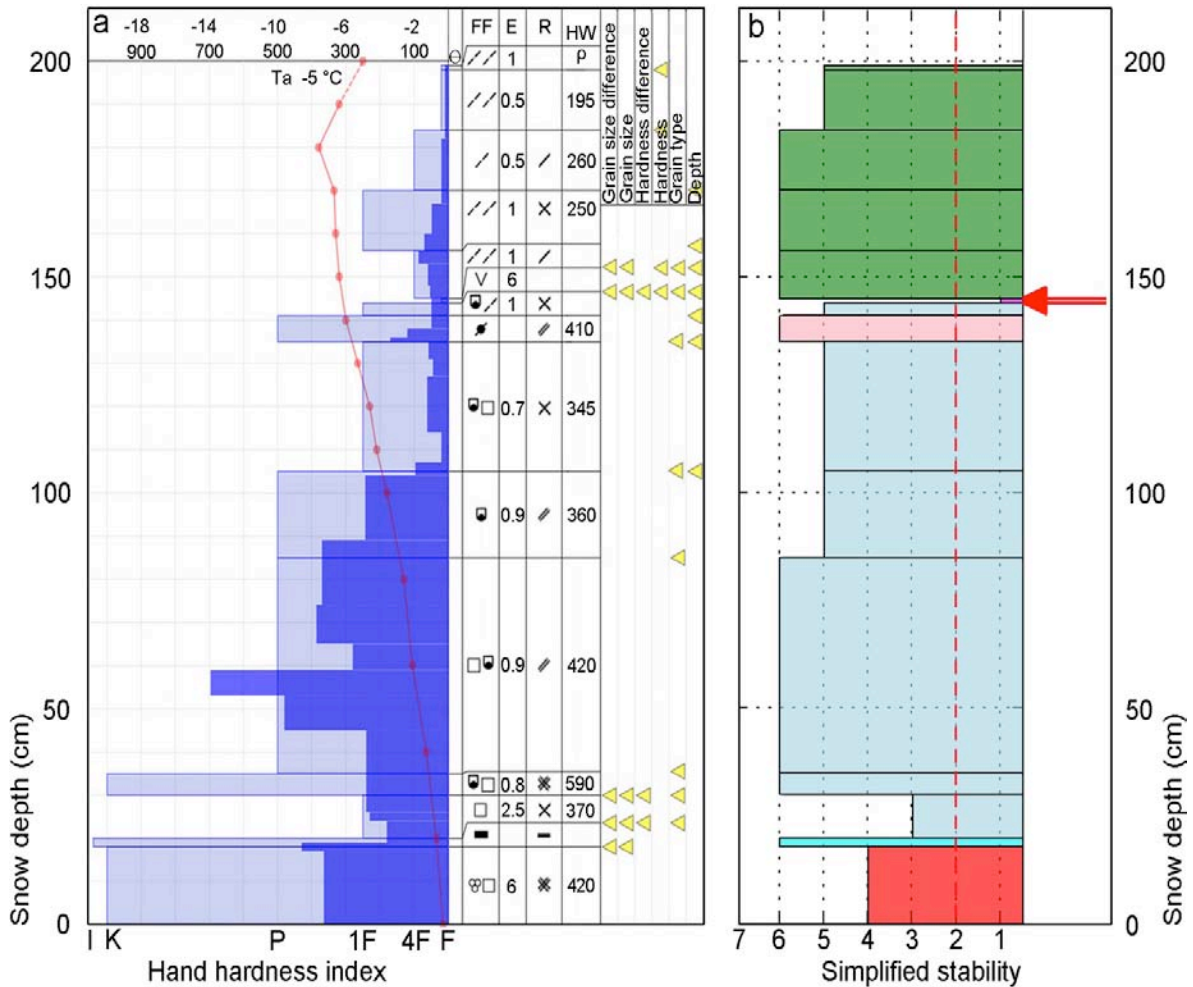 a
-18 -14 -10 -6 -2
900 700 500 300 100
Ta -5 °C
FF E R HW
Θ ρ
Grain size difference
Grain size
Hardness difference
Hardness
Grain type
Depth
200
150
100
50
0
Snow depth (cm)
1
0.5 195
0.5 260
1 250
1
V 6
1
410
0.7 345
0.9 360
0.9 420
0.8 590
2.5 370
6 420
I K P 1F 4F F
Hand hardness index
b
200
150
100
50
0
Snow depth (cm)
7 6 5 4 3 2 1
Simplified stability